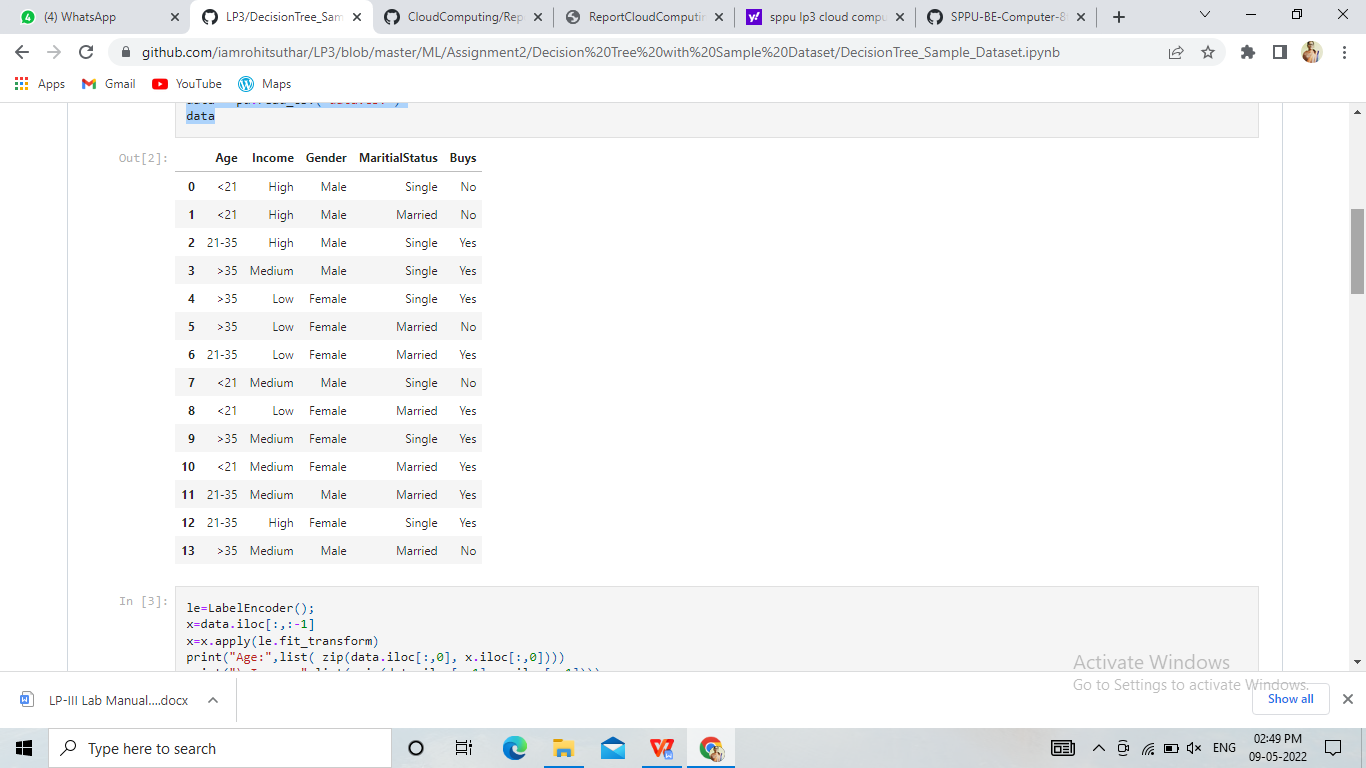 (4) WhatsApp LP3/DecisionTree_Sam CloudComputing/Rep ReportCloudComputin sppu lp3 cloud compu SPPU-BE-Computer-8
github.com/iamrohitsuthar/LP3/blob/master/ML/Assignment2/Decision%20Tree%20with%20Sample%20Dataset/DecisionTree_Sample_Dataset.ipynb
Apps Gmail YouTube Maps
data
Out[2]:
Age Income Gender MaritialStatus Buys
0 <21 High Male Single No
1 <21 High Male Married No
2 21-35 High Male Single Yes
3 >35 Medium Male Single Yes
4 >35 Low Female Single Yes
5 >35 Low Female Married No
6 21-35 Low Female Married Yes
7 <21 Medium Male Single No
8 <21 Low Female Married Yes
9 >35 Medium Female Single Yes
10 <21 Medium Female Married Yes
11 21-35 Medium Male Married Yes
12 21-35 High Female Single Yes
13 >35 Medium Male Married No
In [3]:
le=LabelEncoder();
x=data.iloc[:,:-1]
x=x.apply(le.fit_transform)
print("Age:",list( zip(data.iloc[:,0], x.iloc[:,0])))
Activate Windows
Go to Settings to activate Windows.
LP-III Lab Manual....docx
Show all
Type here to search
ENG
02:49 PM
09-05-2022